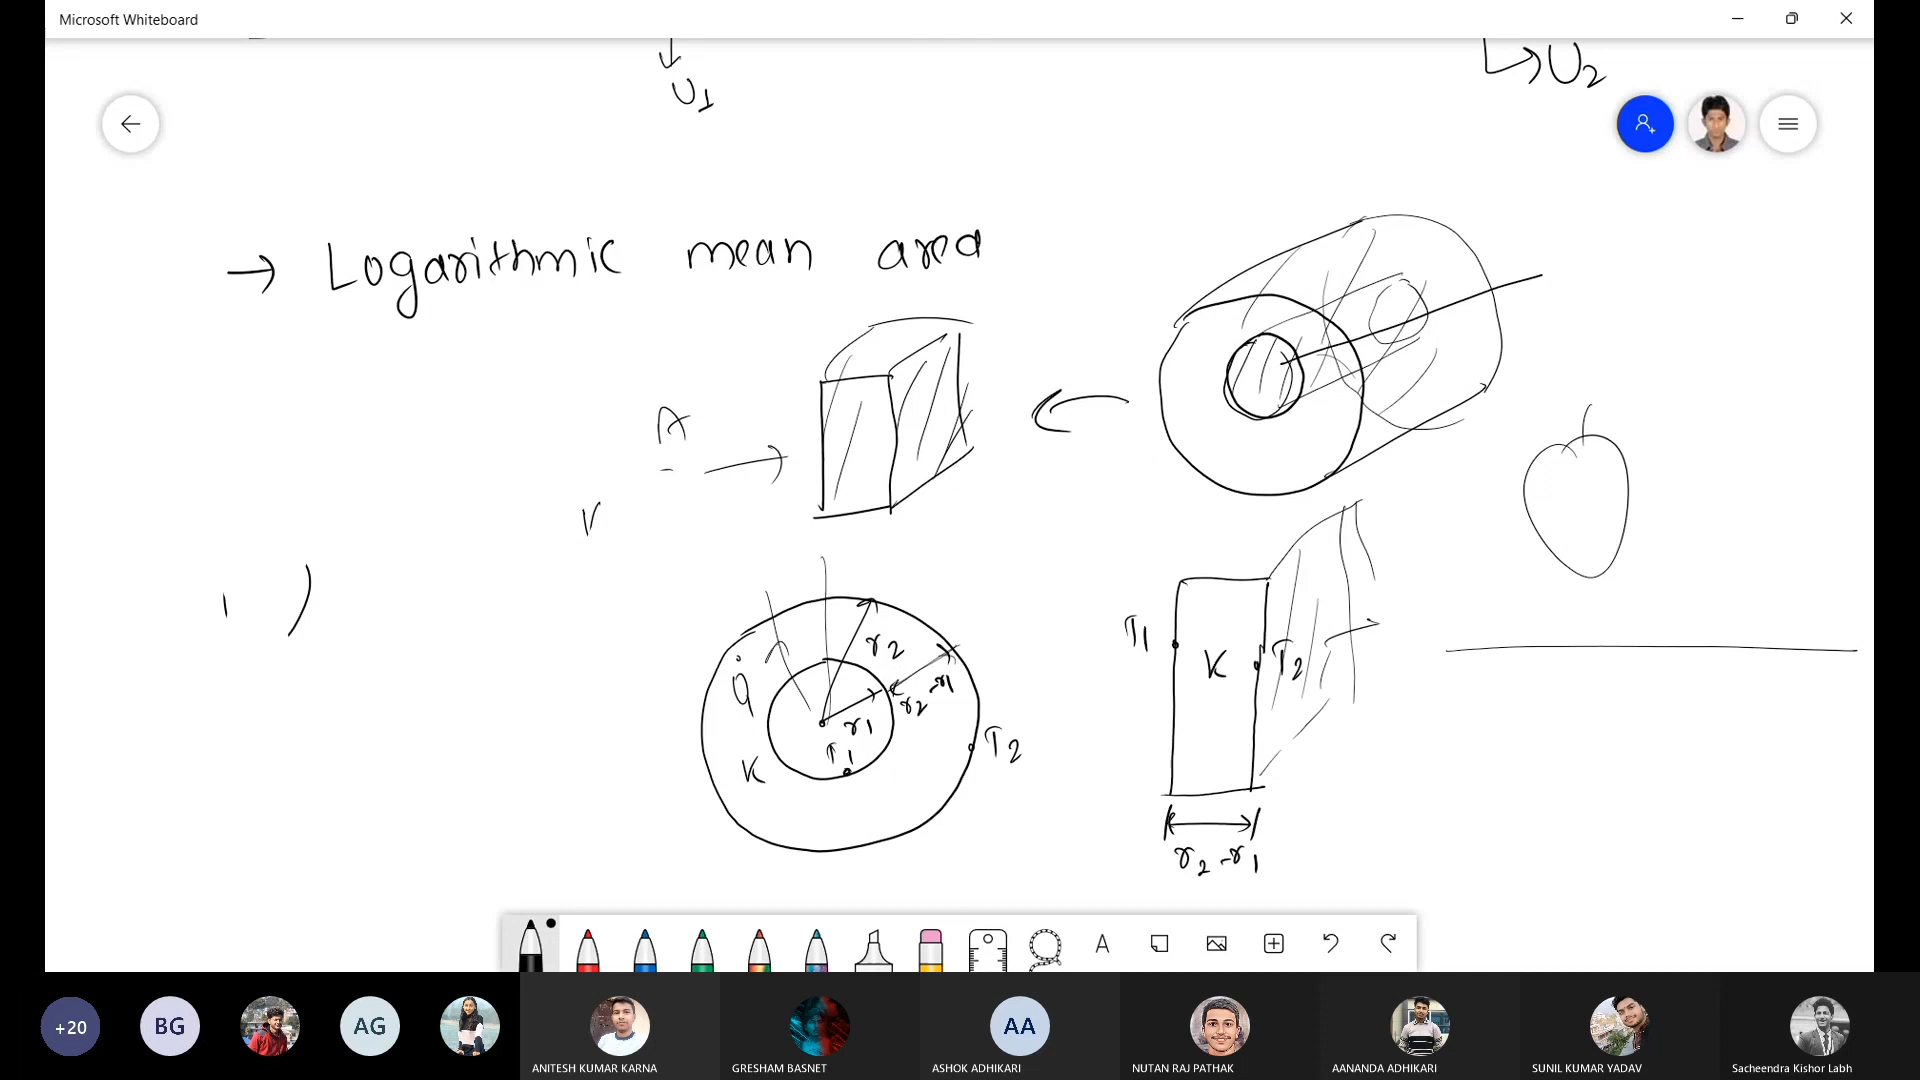 Microsoft Whiteboard
U1
U2
→ Logarithmic mean area
A
r2
T1
K
T2
Q̇
r2-r1
r1
T1
T2
K
r2-r1
A
+20
BG
AG
AA
ANITESH KUMAR KARNA
GRESHAM BASNET
ASHOK ADHIKARI
NUTAN RAJ PATHAK
AANANDA ADHIKARI
SUNIL KUMAR YADAV
Sacheendra Kishor Labh